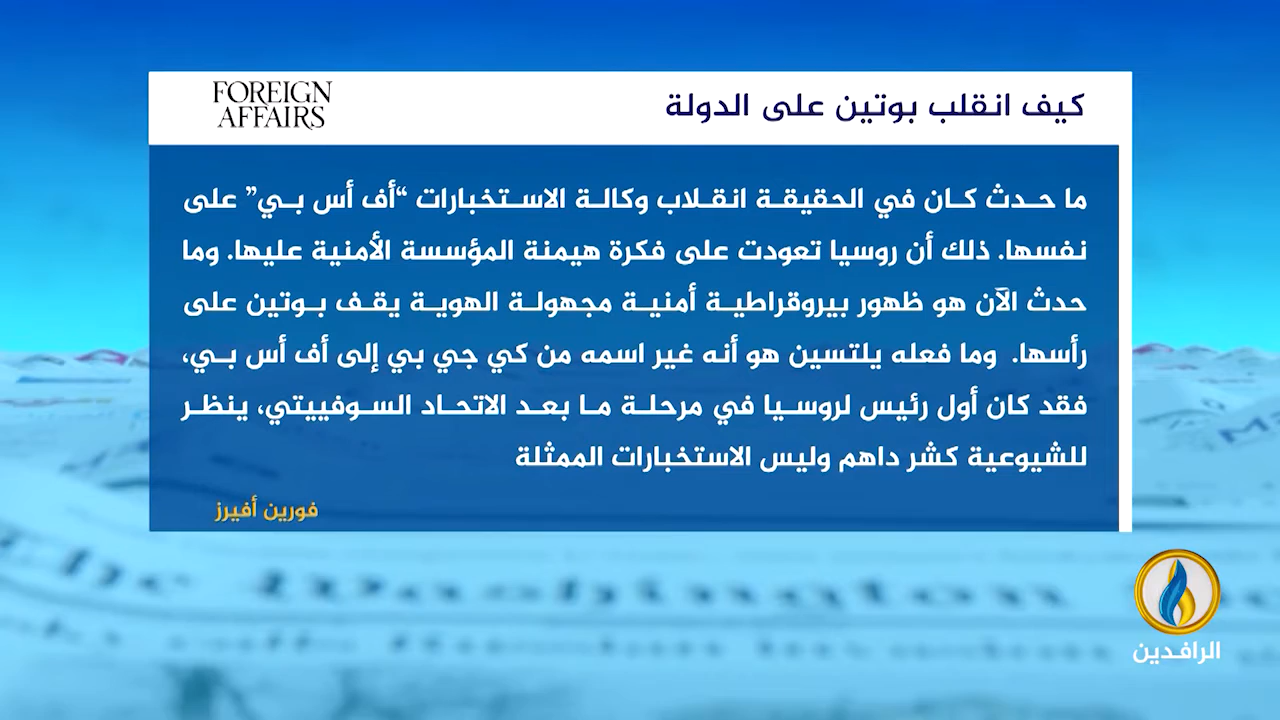 FOREIGN
AFFAIRS
كيف انقلب بوتين على الدولة
ما حدث كان في الحقيقة انقلاب وكالة الاستخبارات “أف أس بي” على
نفسها. ذلك أن روسيا تعودت على فكرة هيمنة المؤسسة الأمنية عليها. وما
حدث الآن هو ظهور بيروقراطية أمنية مجهولة الهوية يقف بوتين على
رأسها. وما فعله يلتسين هو أنه غير اسمه من كي جي بي إلى أف أس بي،
فقد كان أول رئيس لروسيا في مرحلة ما بعد الاتحاد السوفييتي، ينظر
للشيوعية كشر داهم وليس الاستخبارات الممثلة
فورين أفيرز
الرافدين